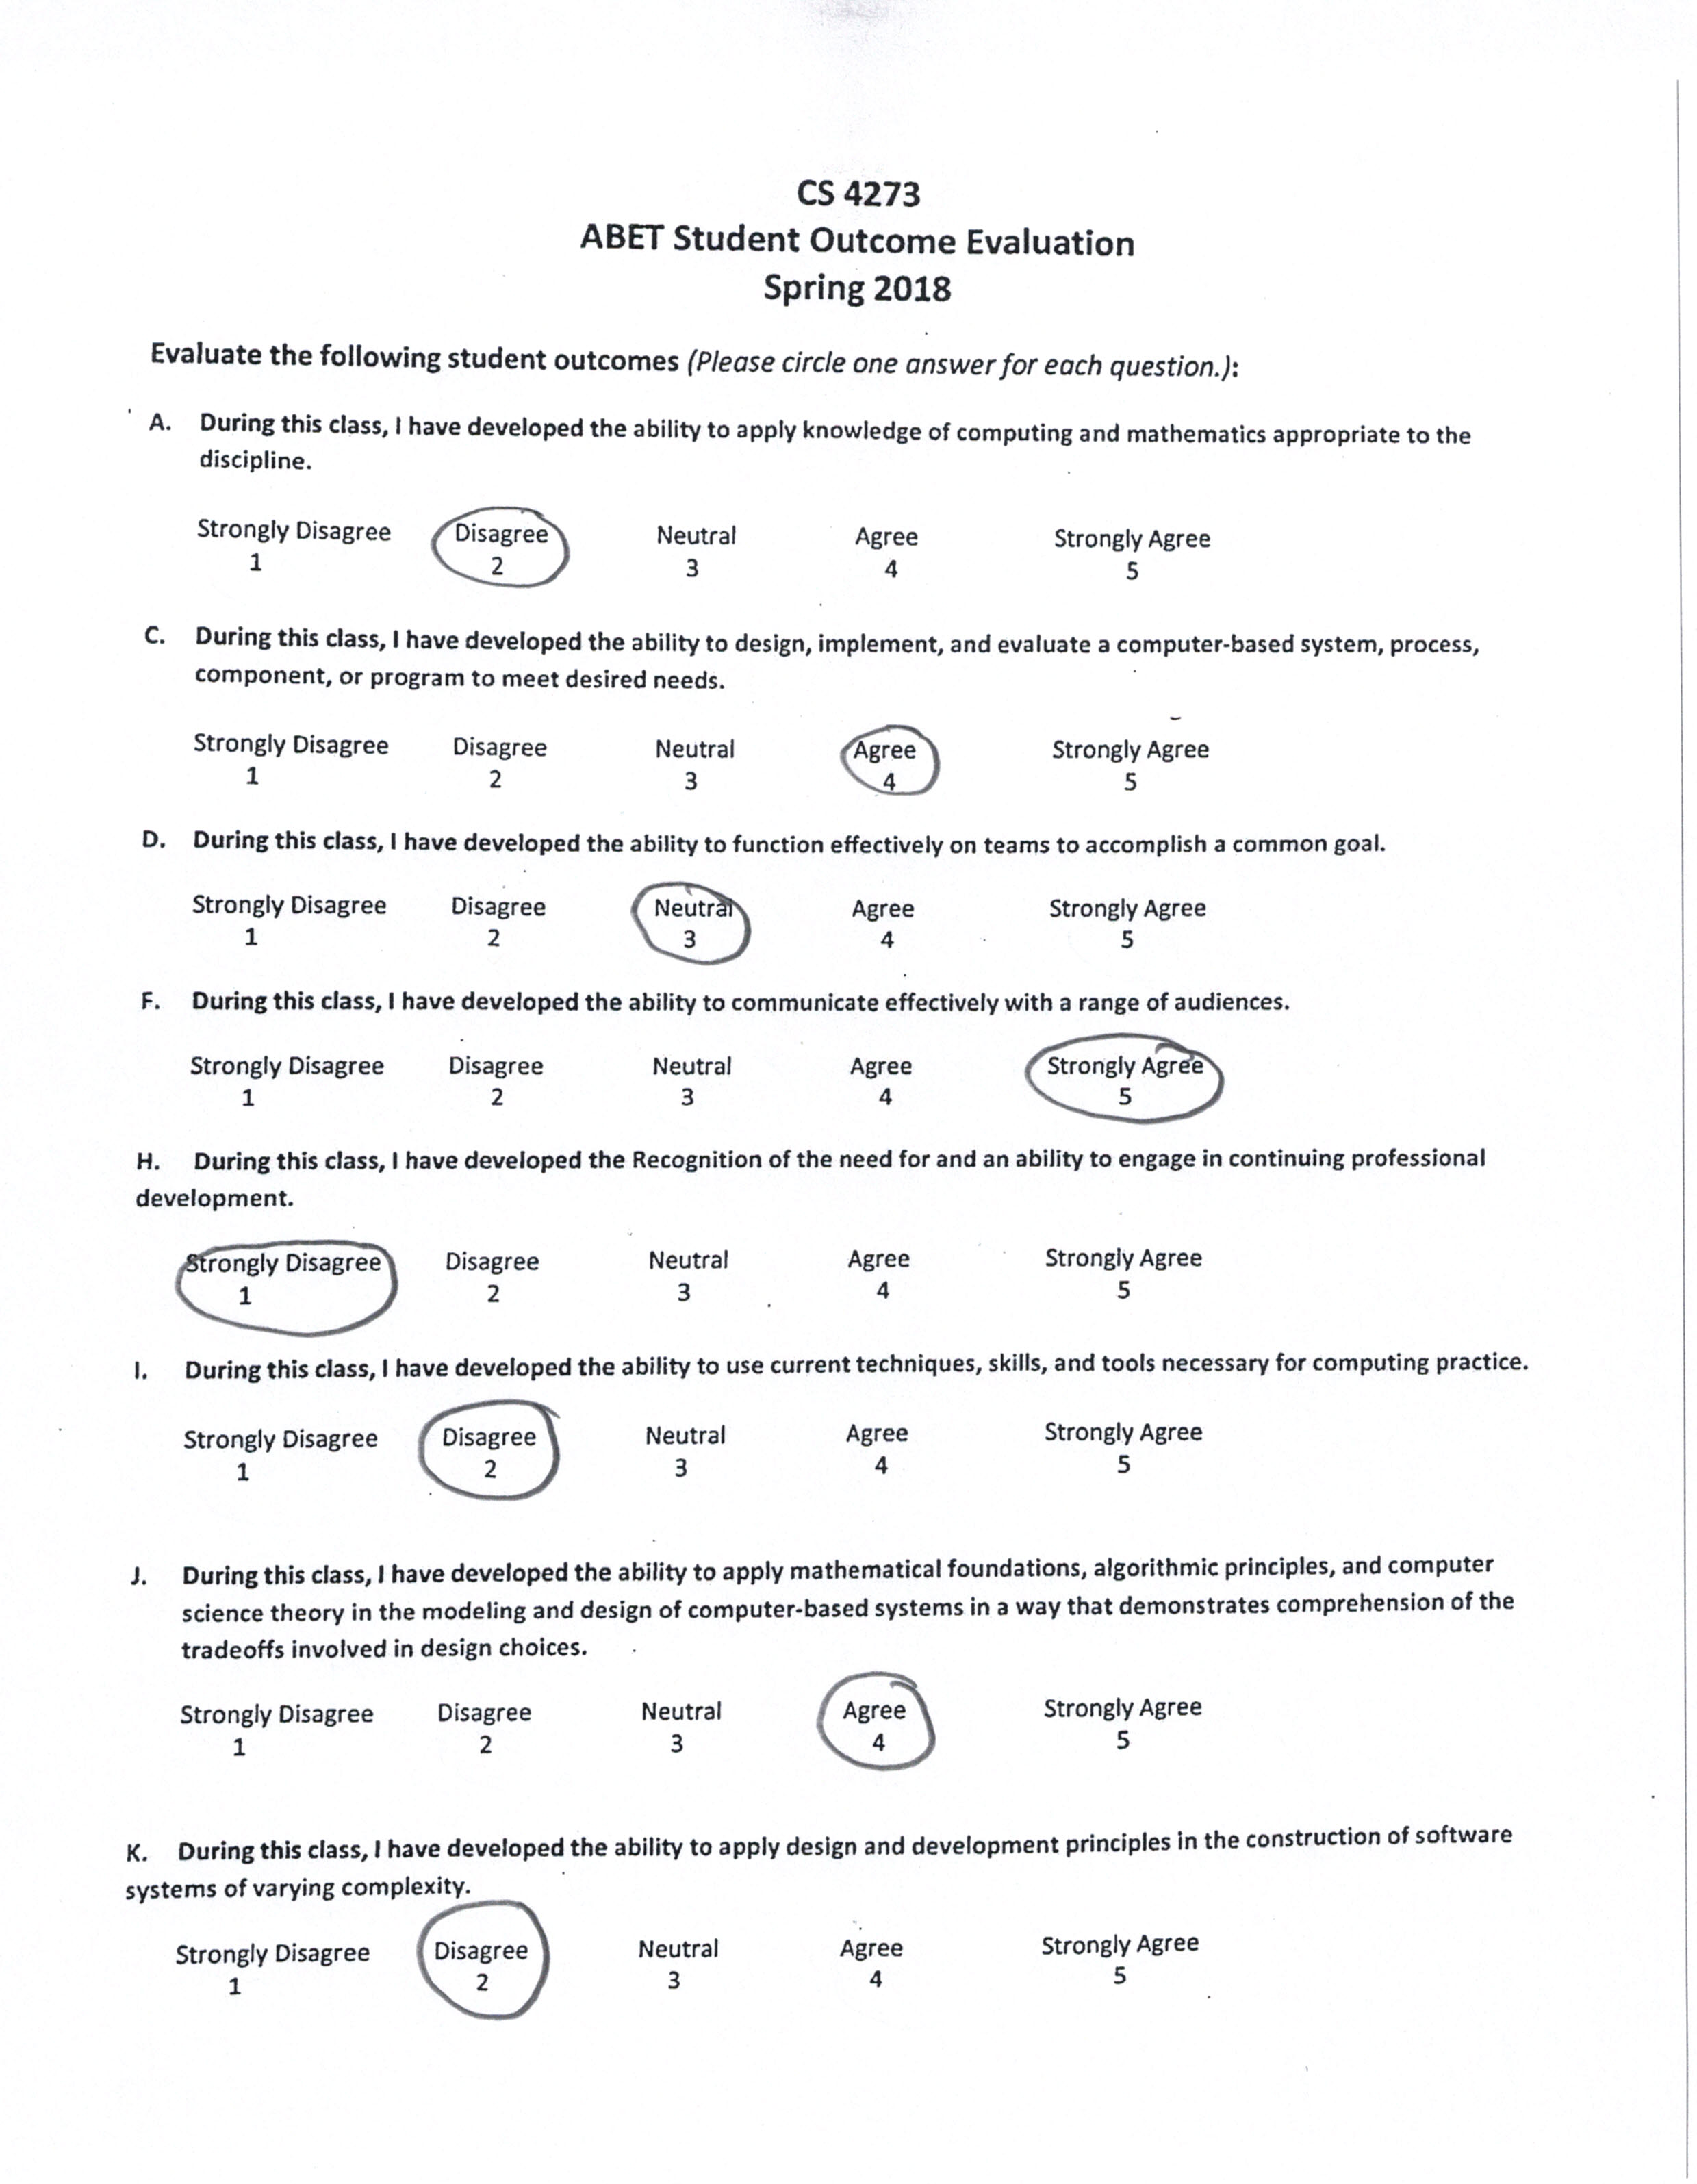 CS 4273
ABET Student Outcome Evaluation
Spring 2018
Evaluate the following student outcomes (Please circle one answer for each question.):
A. During this class, I have developed the ability to apply knowledge of computing and mathematics appropriate to the
discipline.
Strongly Disagree Disagree Neutral Agree Strongly Agree
1 2 3 4 5
C. During this class, I have developed the ability to design, implement, and evaluate a computer-based system, process,
component, or program to meet desired needs.
Strongly Disagree Disagree Neutral Agree Strongly Agree
1 2 3 4 5
D. During this class, I have developed the ability to function effectively on teams to accomplish a common goal.
Strongly Disagree Disagree Neutral Agree Strongly Agree
1 2 3 4 5
F. During this class, I have developed the ability to communicate effectively with a range of audiences.
Strongly Disagree Disagree Neutral Agree Strongly Agree
1 2 3 4 5
H. During this class, I have developed the Recognition of the need for and an ability to engage in continuing professional
development.
Strongly Disagree Disagree Neutral Agree Strongly Agree
1 2 3 4 5
I. During this class, I have developed the ability to use current techniques, skills, and tools necessary for computing practice.
Strongly Disagree Disagree Neutral Agree Strongly Agree
1 2 3 4 5
J. During this class, I have developed the ability to apply mathematical foundations, algorithmic principles, and computer
science theory in the modeling and design of computer-based systems in a way that demonstrates comprehension of the
tradeoffs involved in design choices.
Strongly Disagree Disagree Neutral Agree Strongly Agree
1 2 3 4 5
K. During this class, I have developed the ability to apply design and development principles in the construction of software
systems of varying complexity.
Strongly Disagree Disagree Neutral Agree Strongly Agree
1 2 3 4 5